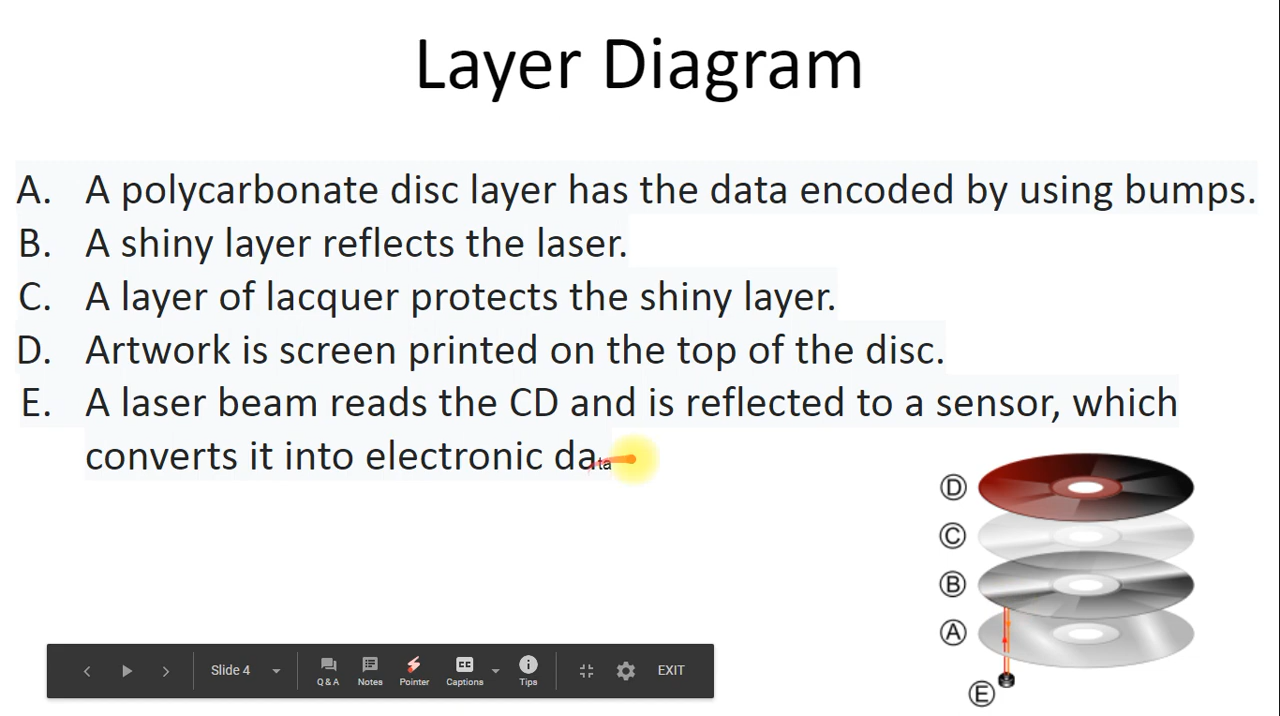 Layer Diagram
A. A polycarbonate disc layer has the data encoded by using bumps.
B. A shiny layer reflects the laser.
C. A layer of lacquer protects the shiny layer.
D. Artwork is screen printed on the top of the disc.
E. A laser beam reads the CD and is reflected to a sensor, which
converts it into electronic data
D
C
B
A
E
Slide 4
Q & A
Notes
Pointer
CC
Captions
Tips
EXIT